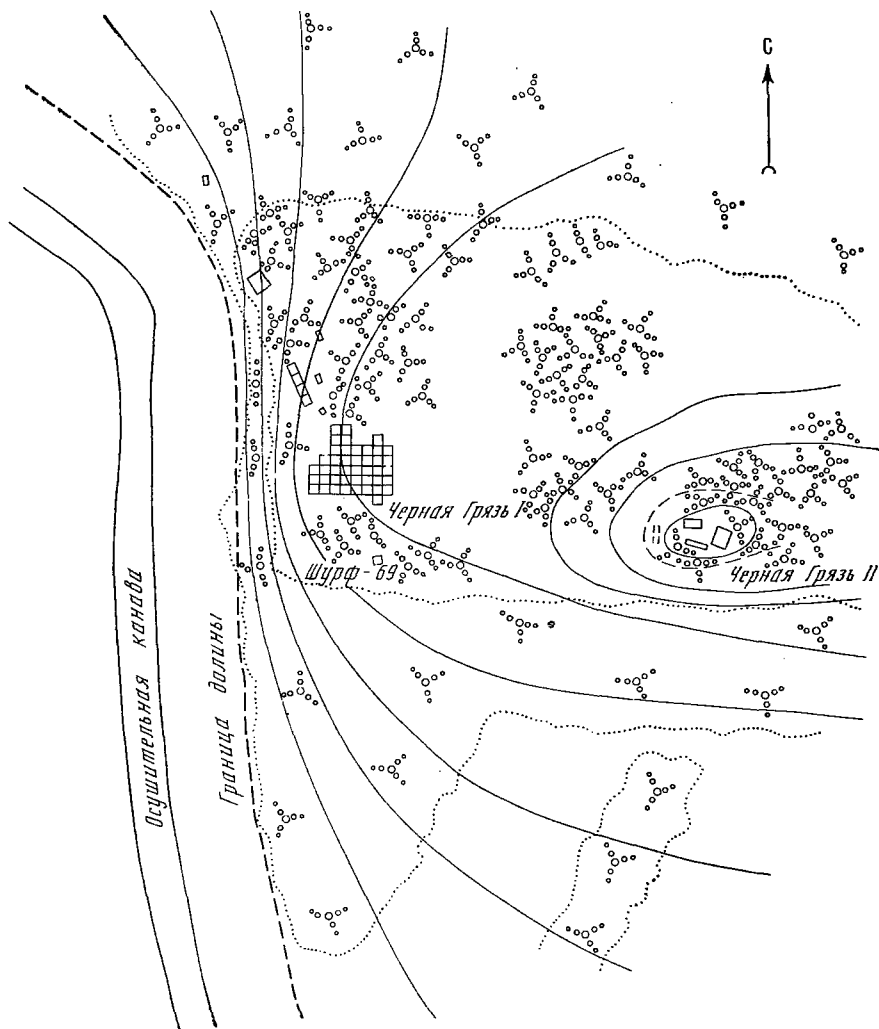 С
Черная Грязь I
Шурф-69
Черная Грязь II
Осушительная канава
Граница долины